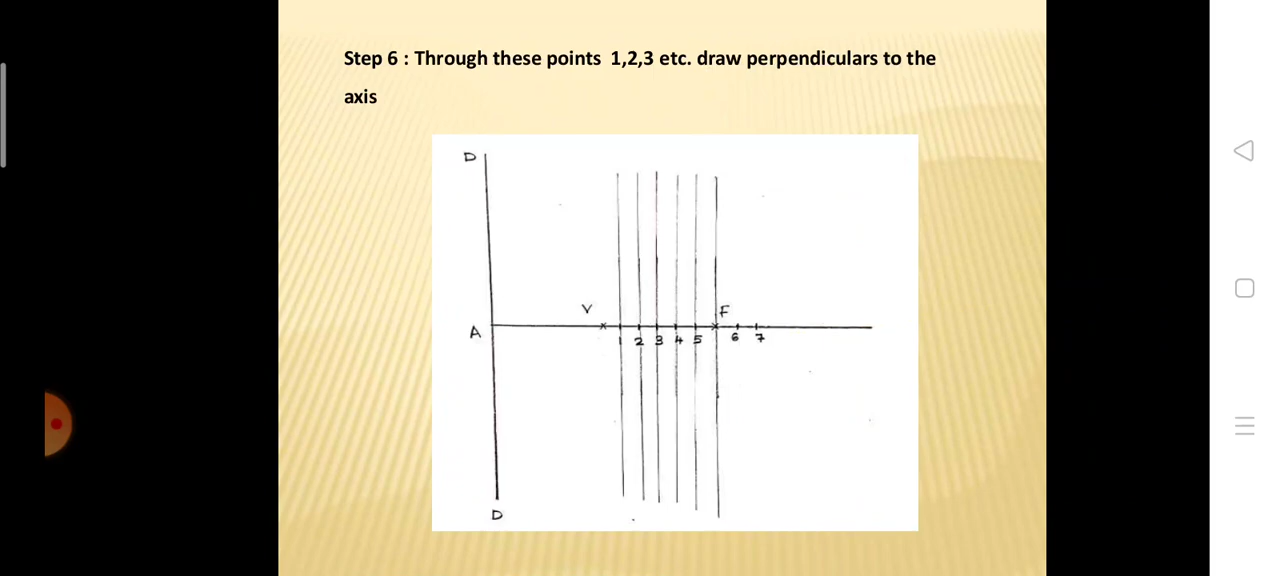 Step 6 : Through these points 1,2,3 etc. draw perpendiculars to the
axis
D
V
F
A
1 2 3 4 5 6 7
D